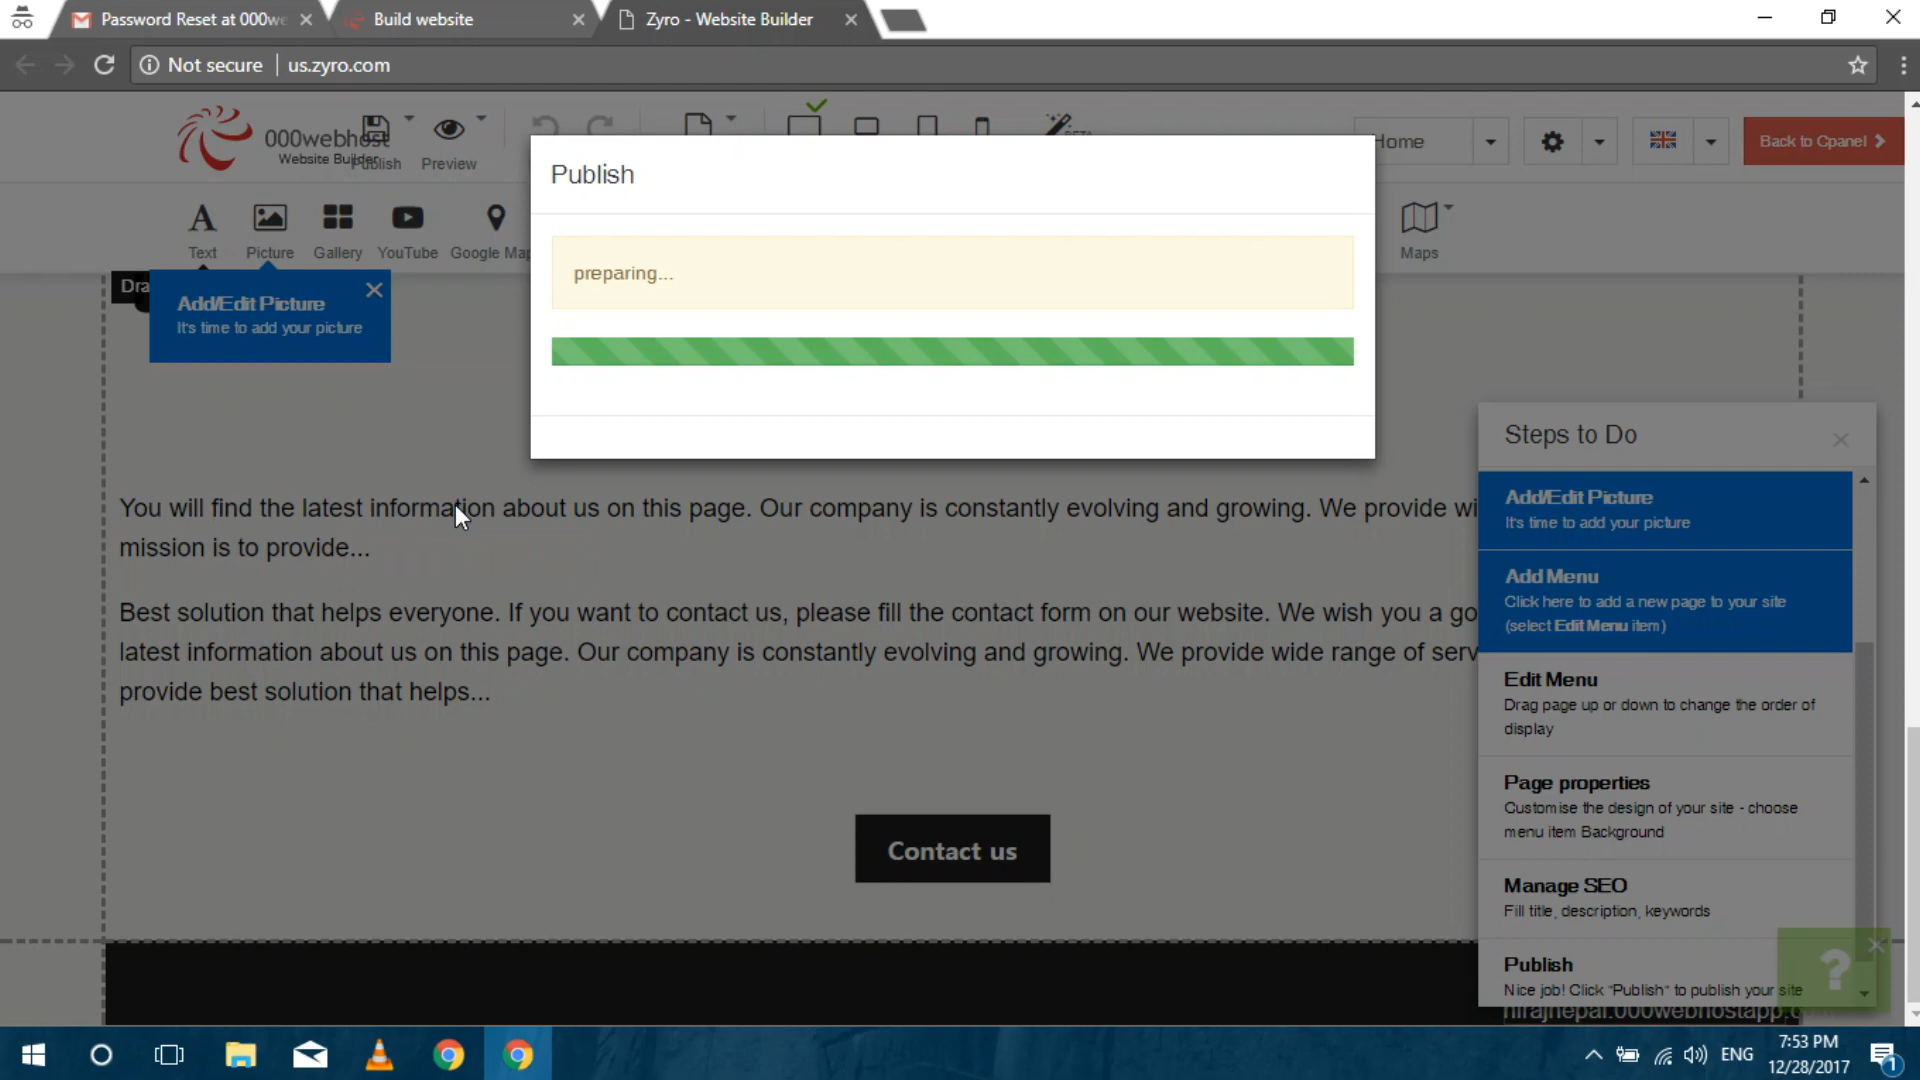 Password Reset at 000we
Build website
Zyro - Website Builder
Not secure
us.zyro.com
000webhost
Website Builder
Publish
Preview
BETA
Home
Back to Cpanel
Text
Picture
Gallery
YouTube
Google Map
Maps
Publish
preparing...
Dra
Add/Edit Picture
It's time to add your picture
You will find the latest information about us on this page. Our company is constantly evolving and growing. We provide wi
mission is to provide...
Best solution that helps everyone. If you want to contact us, please fill the contact form on our website. We wish you a go
latest information about us on this page. Our company is constantly evolving and growing. We provide wide range of serv
provide best solution that helps...
Contact us
Steps to Do
Add/Edit Picture
It's time to add your picture
Add Menu
Click here to add a new page to your site
(select Edit Menu item)
Edit Menu
Drag page up or down to change the order of
display
Page properties
Customise the design of your site - choose
menu item Background
Manage SEO
Fill title, description, keywords
Publish
Nice job! Click "Publish" to publish your site
?
nirajnepal.000webhostapp.c
ENG
7:53 PM
12/28/2017
1